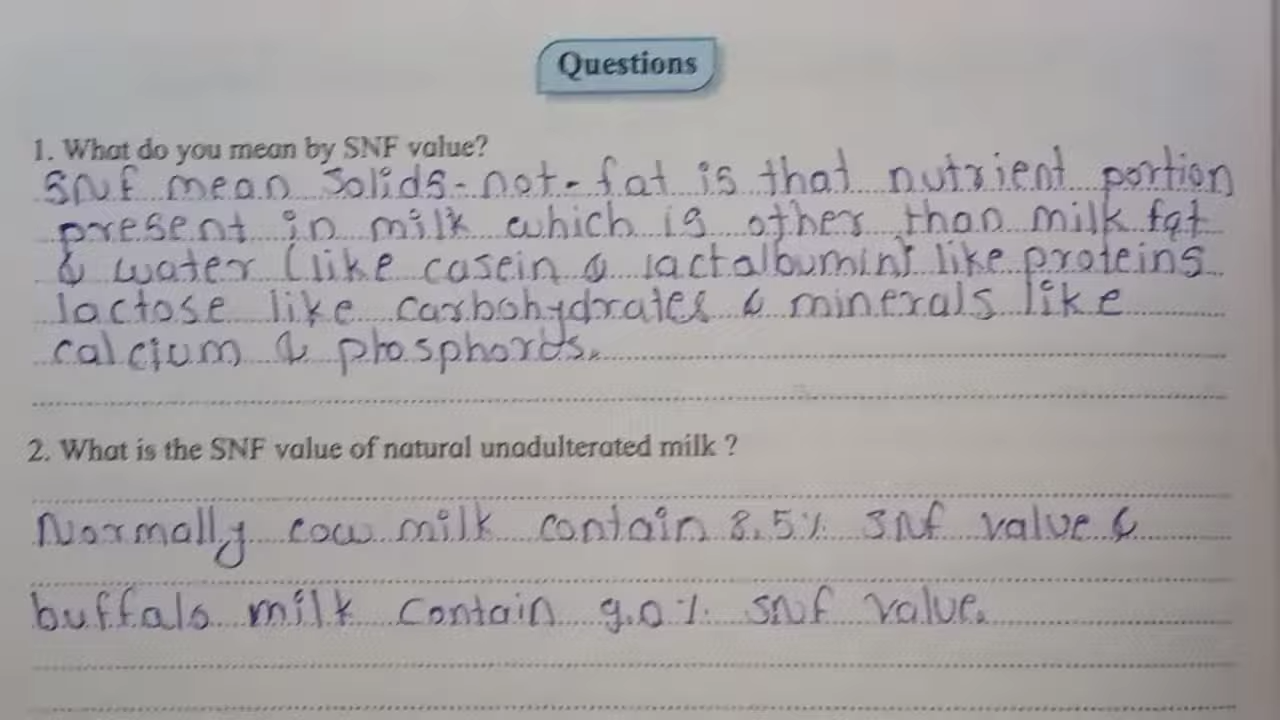 Questions
1. What do you mean by SNF value?
SNF mean Solids-not-fat is that nutrient portion
present in milk which is other than milk fat
& water (like casein & lactalbumin) like proteins
lactose like carbohydrates & minerals like
calcium & phosphorus.
2. What is the SNF value of natural unadulterated milk ?
Normally cow milk contain 8.5% SNF value &
buffalo milk contain 9.0%. SNF value.